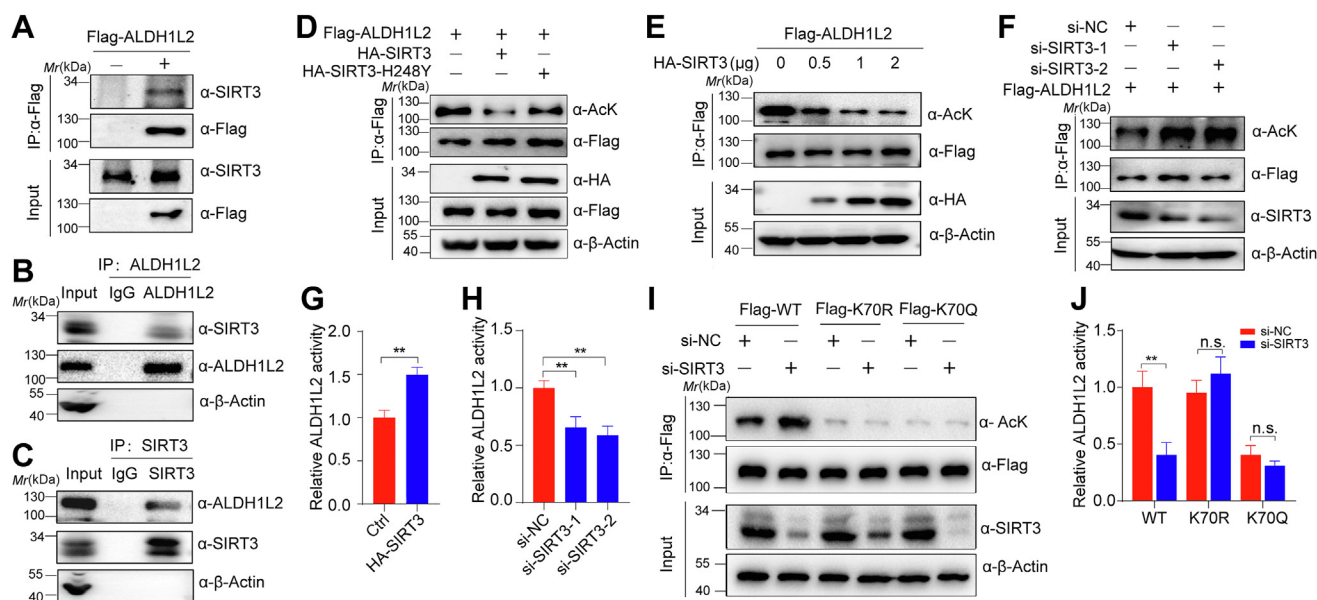 A
Flag-ALDH1L2
Mr(kDa) — +
IP:α-Flag
34
α-SIRT3
130
100
α-Flag
Input
34
α-SIRT3
130
100
α-Flag
B
IP: ALDH1L2
Mr(kDa) Input IgG ALDH1L2
34
α-SIRT3
130
100
α-ALDH1L2
55
40
α-β-Actin
C
IP: SIRT3
Mr(kDa) Input IgG SIRT3
130
100
α-ALDH1L2
34
α-SIRT3
55
40
α-β-Actin
D
Flag-ALDH1L2 + + +
HA-SIRT3 — + —
HA-SIRT3-H248Y — — +
Mr(kDa)
IP:α-Flag
130
100
α-AcK
130
100
α-Flag
Input
34
α-HA
130
100
α-Flag
55
40
α-β-Actin
E
Flag-ALDH1L2
HA-SIRT3 (μg) 0 0.5 1 2
Mr(kDa)
IP:α-Flag
130
100
α-AcK
130
100
α-Flag
Input
34
α-HA
55
40
α-β-Actin
F
si-NC + — —
si-SIRT3-1 — + —
si-SIRT3-2 — — +
Flag-ALDH1L2 + + +
Mr(kDa)
IP:α-Flag
130
100
α-AcK
130
100
α-Flag
Input
34
α-SIRT3
55
40
α-β-Actin
G
Relative ALDH1L2 activity
2.0
1.5
1.0
0.5
0.0
**
Ctrl
HA-SIRT3
H
Relative ALDH1L2 activity
1.5
1.0
0.5
0.0
**
**
si-NC
si-SIRT3-1
si-SIRT3-2
I
Flag-WT Flag-K70R Flag-K70Q
si-NC + — + — + —
si-SIRT3 — + — + — +
Mr(kDa)
IP:α-Flag
130
100
α- AcK
130
100
α-Flag
Input
34
α-SIRT3
55
40
α-β-Actin
J
si-NC
si-SIRT3
Relative ALDH1L2 activity
1.5
1.0
0.5
0.0
**
n.s.
n.s.
WT K70R K70Q